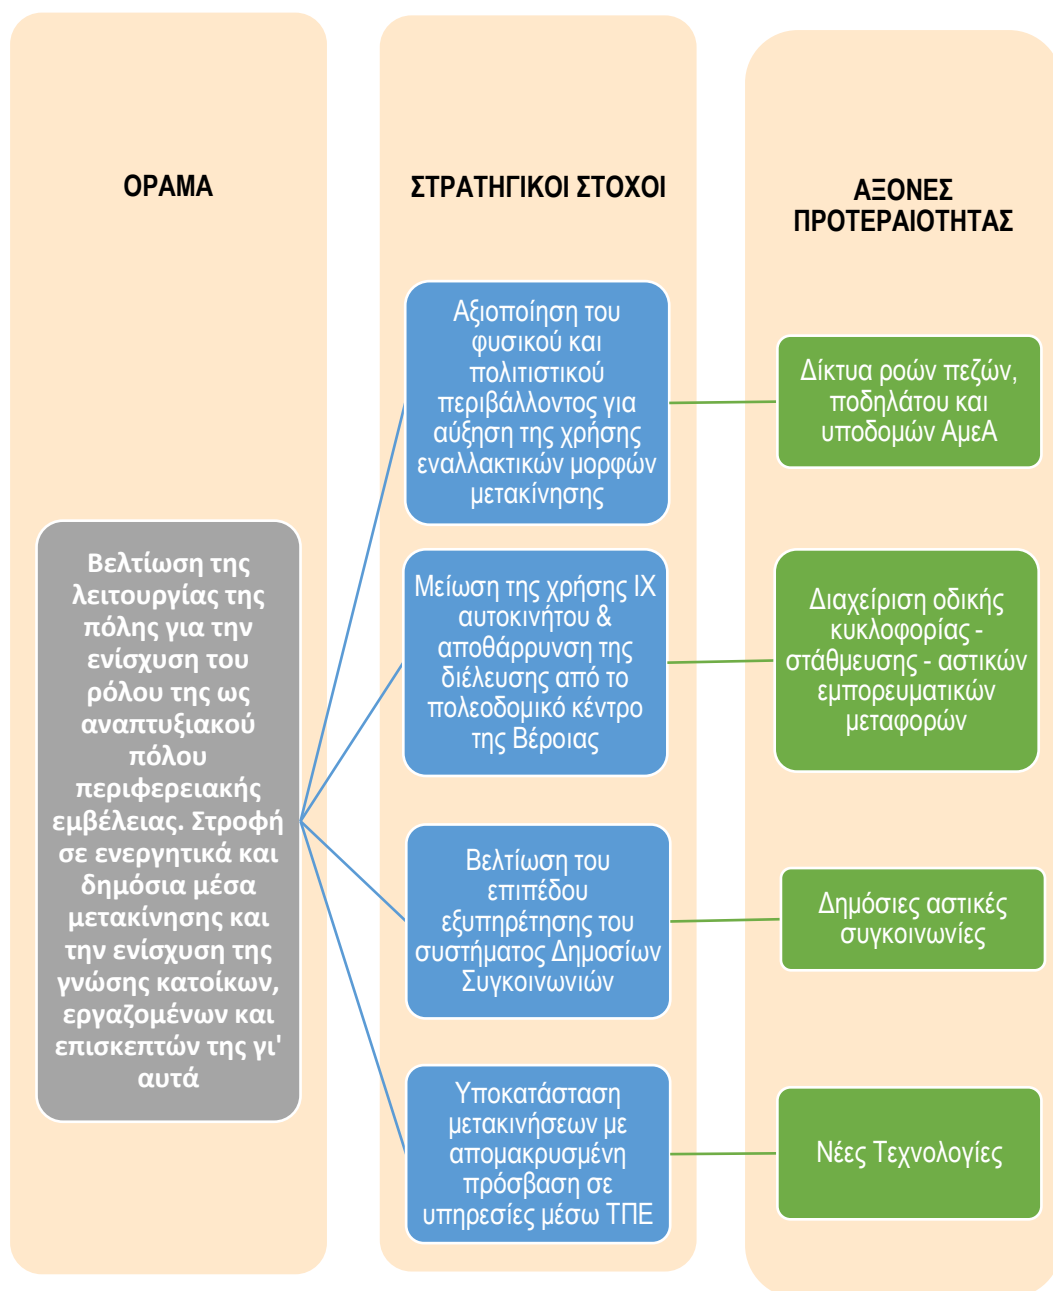 ΟΡΑΜΑ
Βελτίωση της
λειτουργίας της
πόλης για την
ενίσχυση του
ρόλου της ως
αναπτυξιακού
πόλου
περιφερειακής
εμβέλειας. Στροφή
σε ενεργητικά και
δημόσια μέσα
μετακίνησης και
την ενίσχυση της
γνώσης κατοίκων,
εργαζομένων και
επισκεπτών της γι'
αυτά
ΣΤΡΑΤΗΓΙΚΟΙ ΣΤΟΧΟΙ
Αξιοποίηση του
φυσικού και
πολιτιστικού
περιβάλλοντος για
αύξηση της χρήσης
εναλλακτικών μορφών
μετακίνησης
Μείωση της χρήσης ΙΧ
αυτοκινήτου &
αποθάρρυνση της
διέλευσης από το
πολεοδομικό κέντρο
της Βέροιας
Βελτίωση του
επιπέδου
εξυπηρέτησης του
συστήματος Δημοσίων
Συγκοινωνιών
Υποκατάσταση
μετακινήσεων με
απομακρυσμένη
πρόσβαση σε
υπηρεσίες μέσω ΤΠΕ
ΑΞΟΝΕΣ
ΠΡΟΤΕΡΑΙΟΤΗΤΑΣ
Δίκτυα ροών πεζών,
ποδηλάτου και
υποδομών ΑμεΑ
Διαχείριση οδικής
κυκλοφορίας -
στάθμευσης - αστικών
εμπορευματικών
μεταφορών
Δημόσιες αστικές
συγκοινωνίες
Νέες Τεχνολογίες